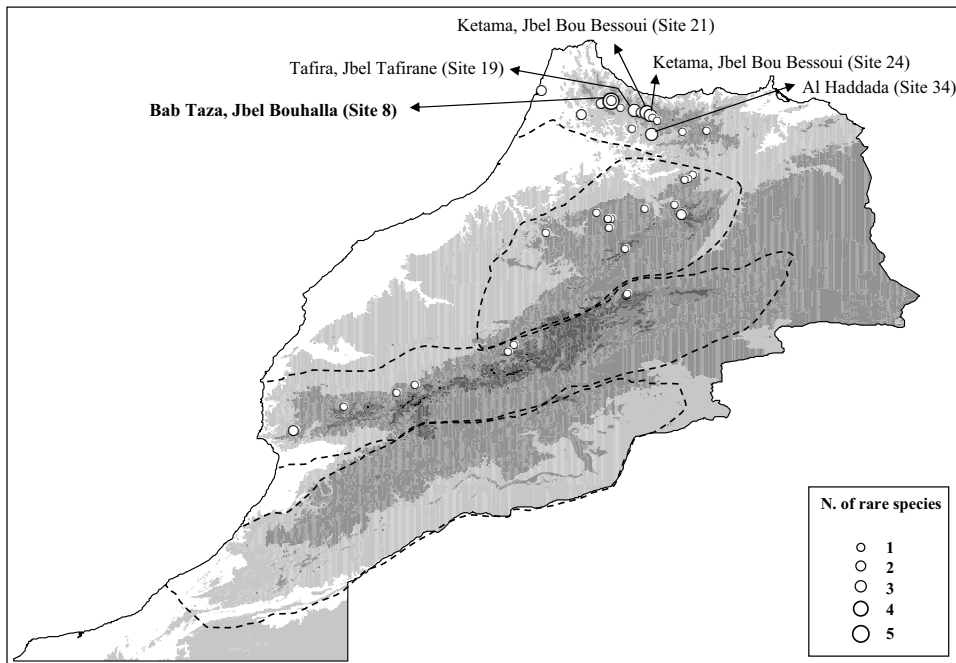 Ketama, Jbel Bou Bessoui (Site 21)
Tafira, Jbel Tafirane (Site 19)
Ketama, Jbel Bou Bessoui (Site 24)
Al Haddada (Site 34)
Bab Taza, Jbel Bouhalla (Site 8)
N. of rare species
1
2
3
4
5